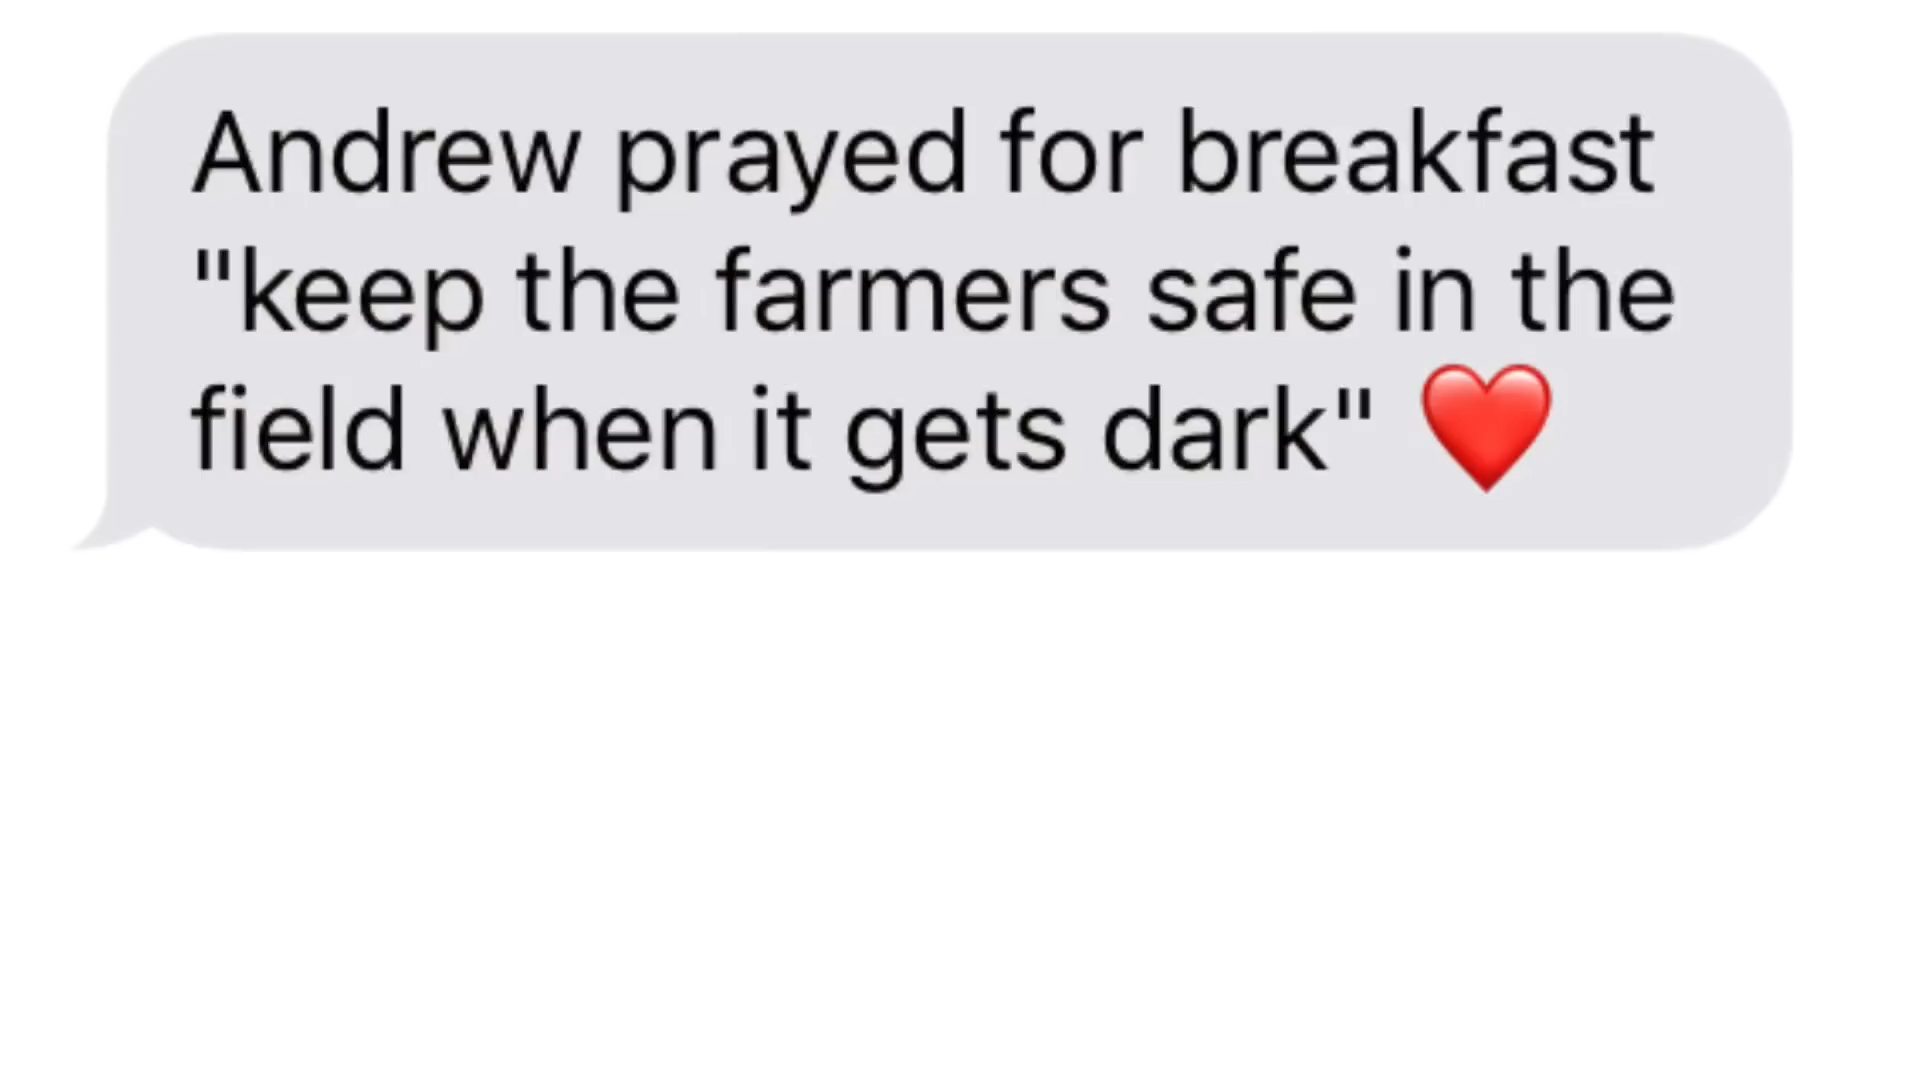 Andrew prayed for breakfast
"keep the farmers safe in the
field when it gets dark" ❤️